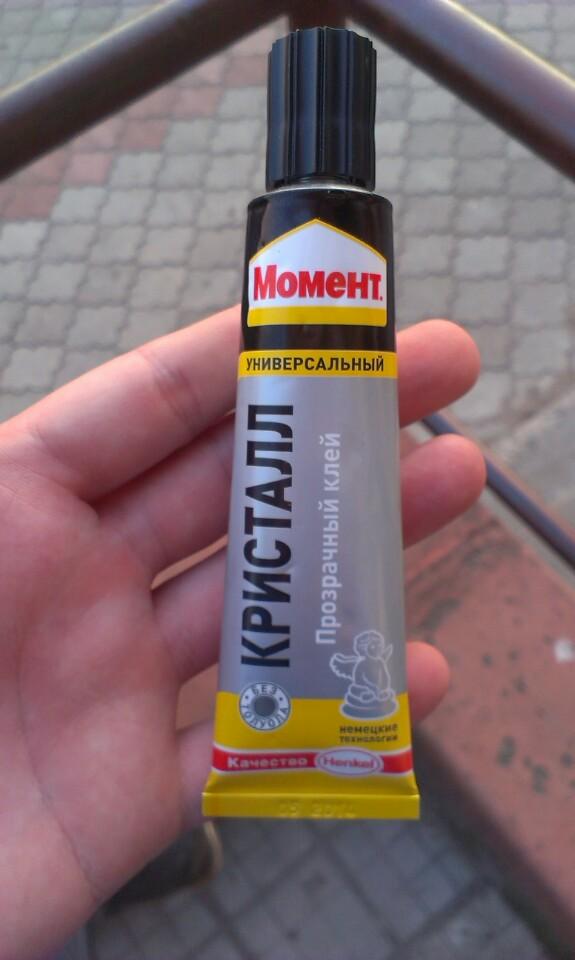 Момент
УНИВЕРСАЛЬНЫЙ
КРИСТАЛЛ
Прозрачный клей
БЕЗ
ТОЛУОЛА
немецкие
технологии
Качество Henkel